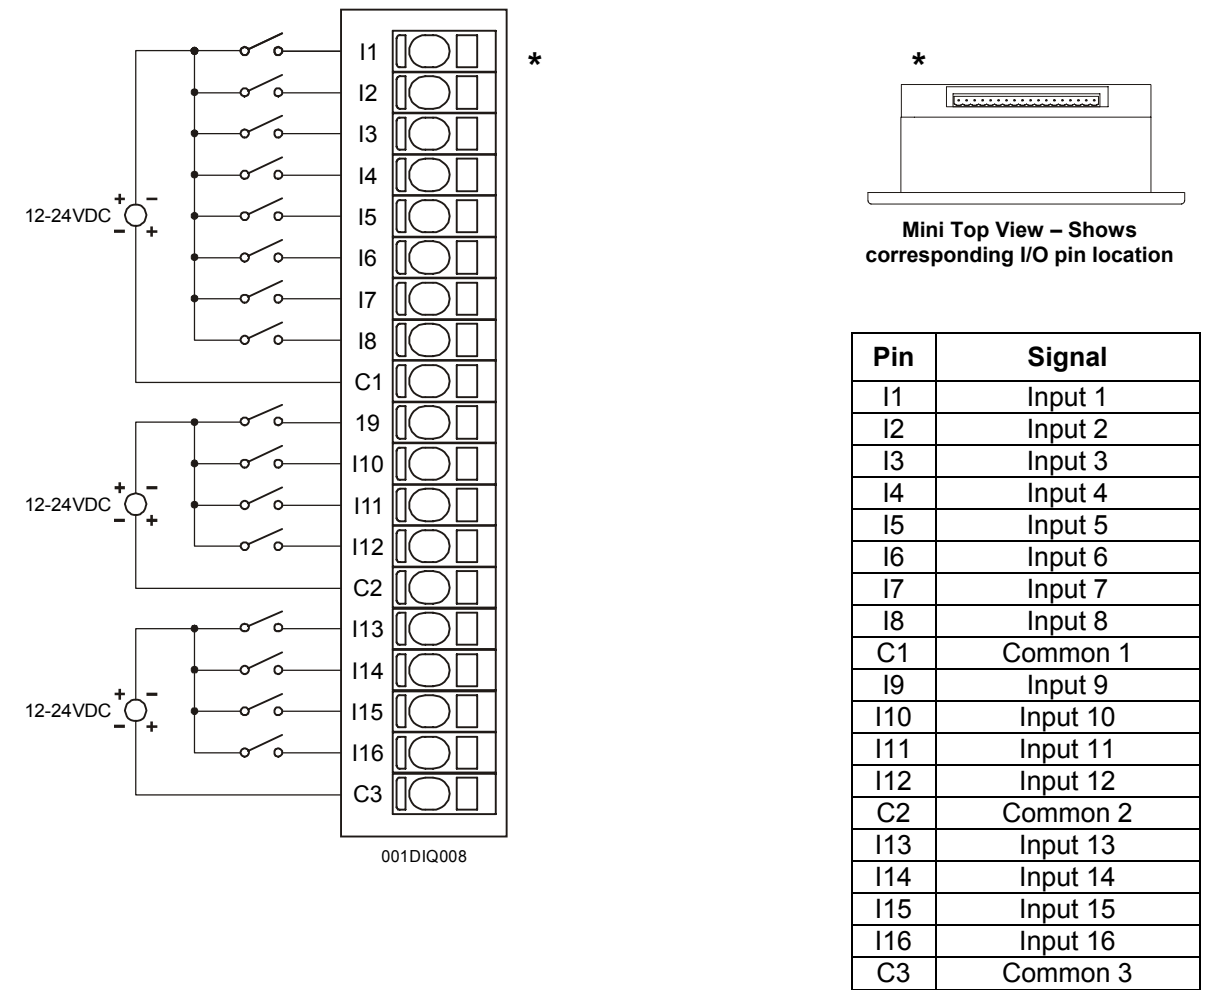 I1
*
I2
I3
I4
I5
I6
I7
I8
C1
19
I10
I11
I12
C2
I13
I14
I15
I16
C3
+ −
12-24VDC
− +
+ −
12-24VDC
− +
+ −
12-24VDC
− +
001DIQ008
*
Mini Top View – Shows
corresponding I/O pin location
Pin Signal
I1 Input 1
I2 Input 2
I3 Input 3
I4 Input 4
I5 Input 5
I6 Input 6
I7 Input 7
I8 Input 8
C1 Common 1
I9 Input 9
I10 Input 10
I11 Input 11
I12 Input 12
C2 Common 2
I13 Input 13
I14 Input 14
I15 Input 15
I16 Input 16
C3 Common 3